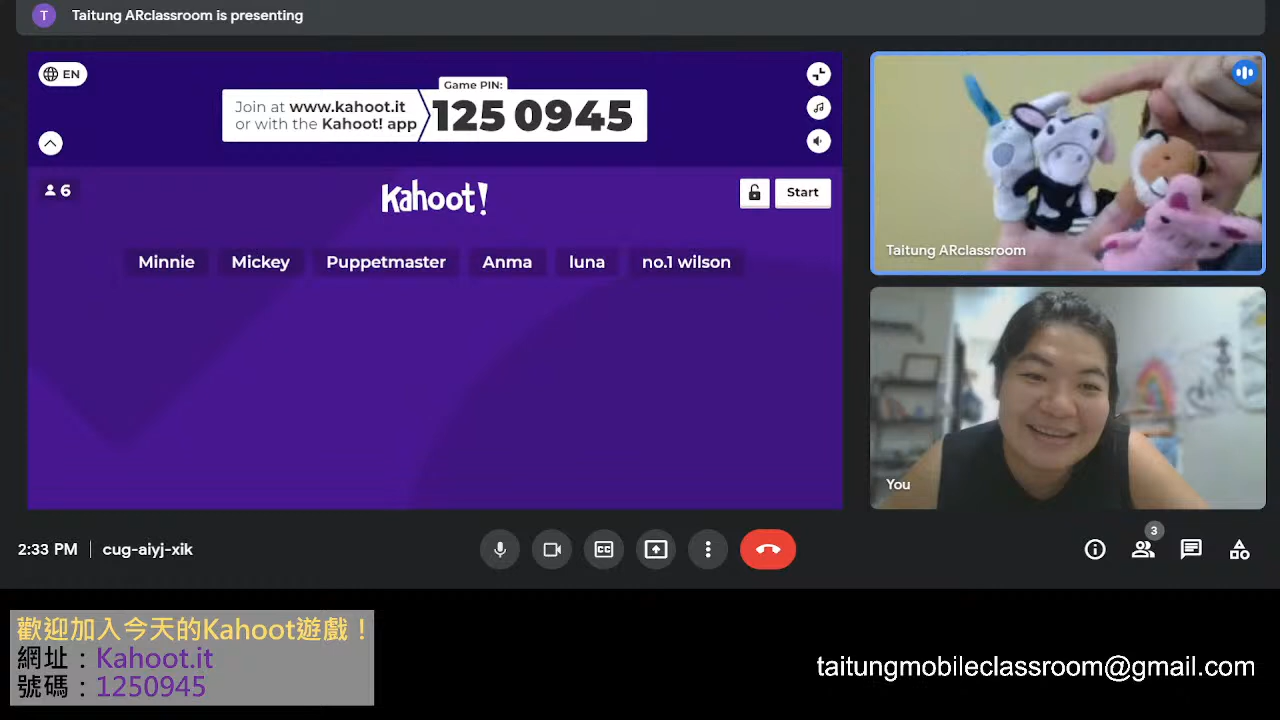 T Taitung ARclassroom is presenting
EN
Game PIN:
Join at www.kahoot.it
or with the Kahoot! app
125 0945
6
Kahoot!
Start
Minnie Mickey Puppetmaster Anma luna no.1 wilson
Taitung ARclassroom
You
2:33 PM | cug-aiyj-xik
CC
3
歡迎加入今天的Kahoot遊戲！
網址：Kahoot.it
號碼：1250945
taitungmobileclassroom@gmail.com